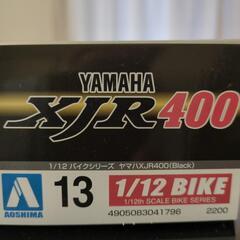 YAMAHA
XJR400
1/12 バイクシリーズ ヤマハXJR400(Black)
AOSHIMA
13
1/12 BIKE
1/12th SCALE BIKE SERIES
4905083041796 2200